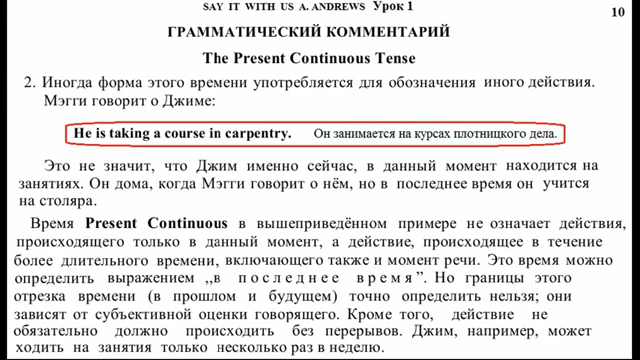 SAY IT WITH US A. ANDREWS Урок 1
10
ГРАММАТИЧЕСКИЙ КОММЕНТАРИЙ
The Present Continuous Tense
2. Иногда форма этого времени употребляется для обозначения иного действия.
Мэгги говорит о Джиме:
He is taking a course in carpentry. Он занимается на курсах плотницкого дела.
Это не значит, что Джим именно сейчас, в данный момент находится на
занятиях. Он дома, когда Мэгги говорит о нём, но в последнее время он учится
на столяра.
Время Present Continuous в вышеприведённом примере не означает действия,
происходящего только в данный момент, а действие, происходящее в течение
более длительного времени, включающего также и момент речи. Это время можно
определить выражением ,,в последнее время”. Но границы этого
отрезка времени (в прошлом и будущем) точно определить нельзя; они
зависят от субъективной оценки говорящего. Кроме того, действие не
обязательно должно происходить без перерывов. Джим, например, может
ходить на занятия только несколько раз в неделю.